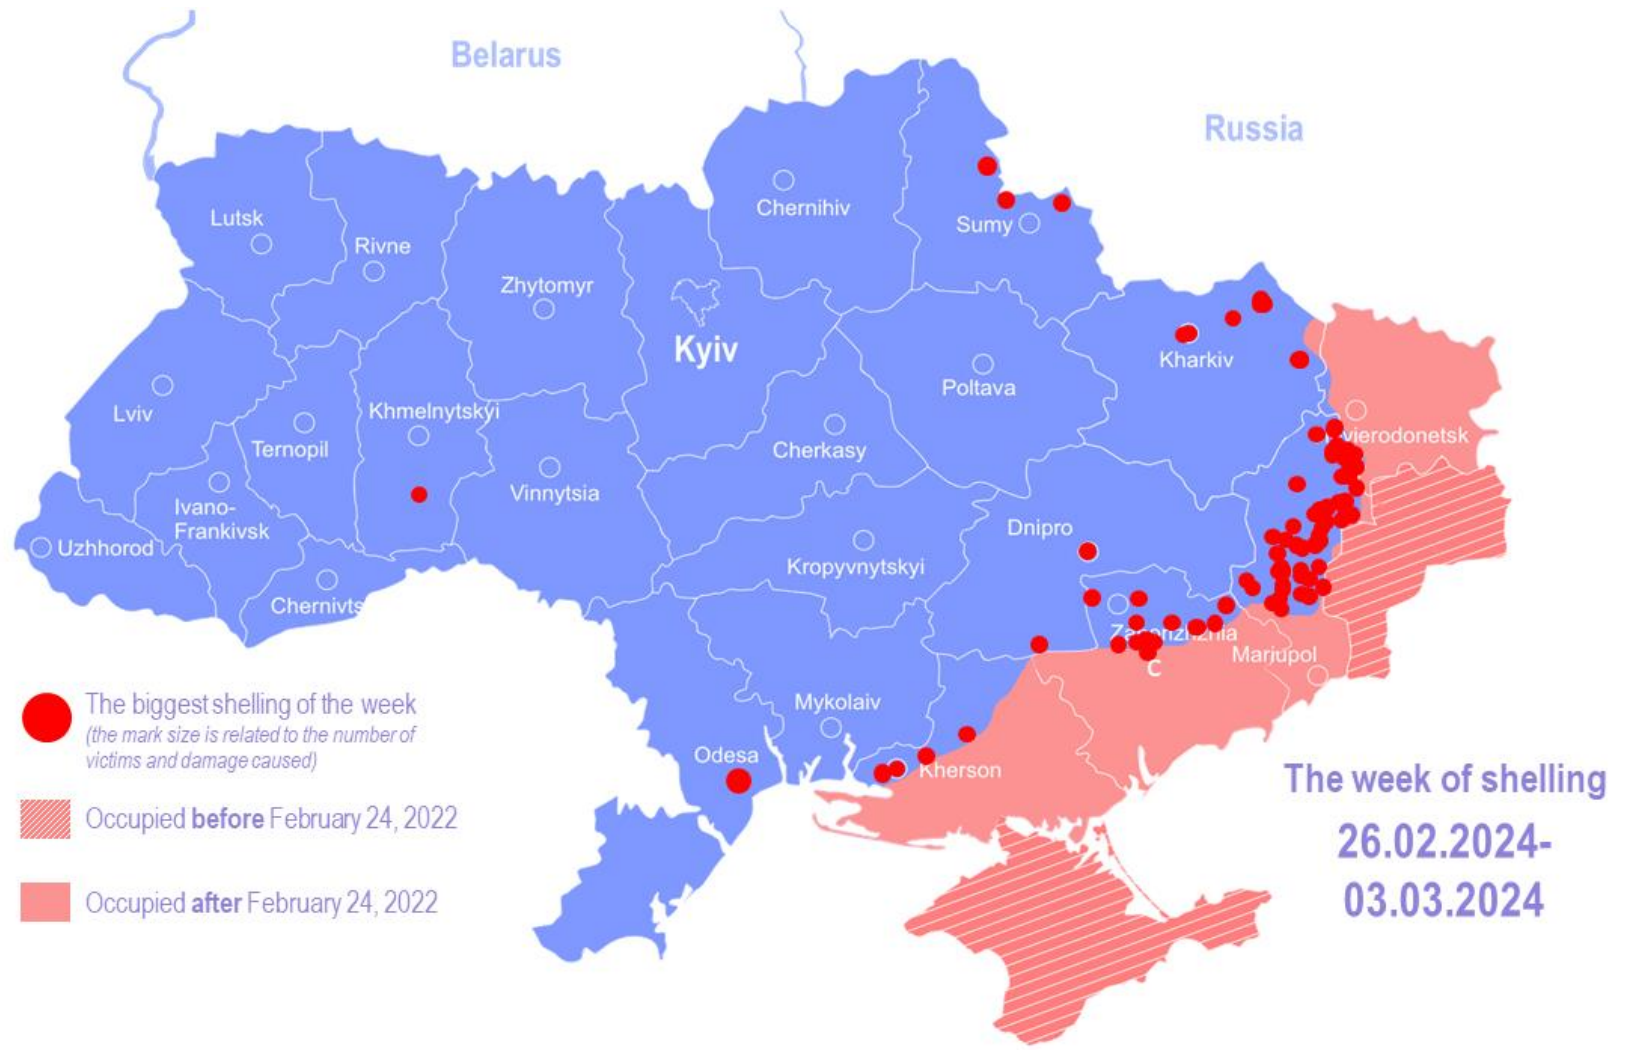 Belarus
Russia
Chernihiv
Lutsk
Sumy
Rivne
Zhytomyr
Kyiv
Kharkiv
Poltava
Lviv
Khmelnytskyi
Ternopil
Cherkasy
vierodonetsk
Vinnytsia
Ivano-
Frankivsk
Dnipro
Uzhhorod
Kropyvnytskyi
Chernivts
Mariupol
C
Mykolaiv
Odesa
Kherson
The biggest shelling of the week
(the mark size is related to the number of
victims and damage caused)
Occupied before February 24, 2022
Occupied after February 24, 2022
The week of shelling
26.02.2024-
03.03.2024